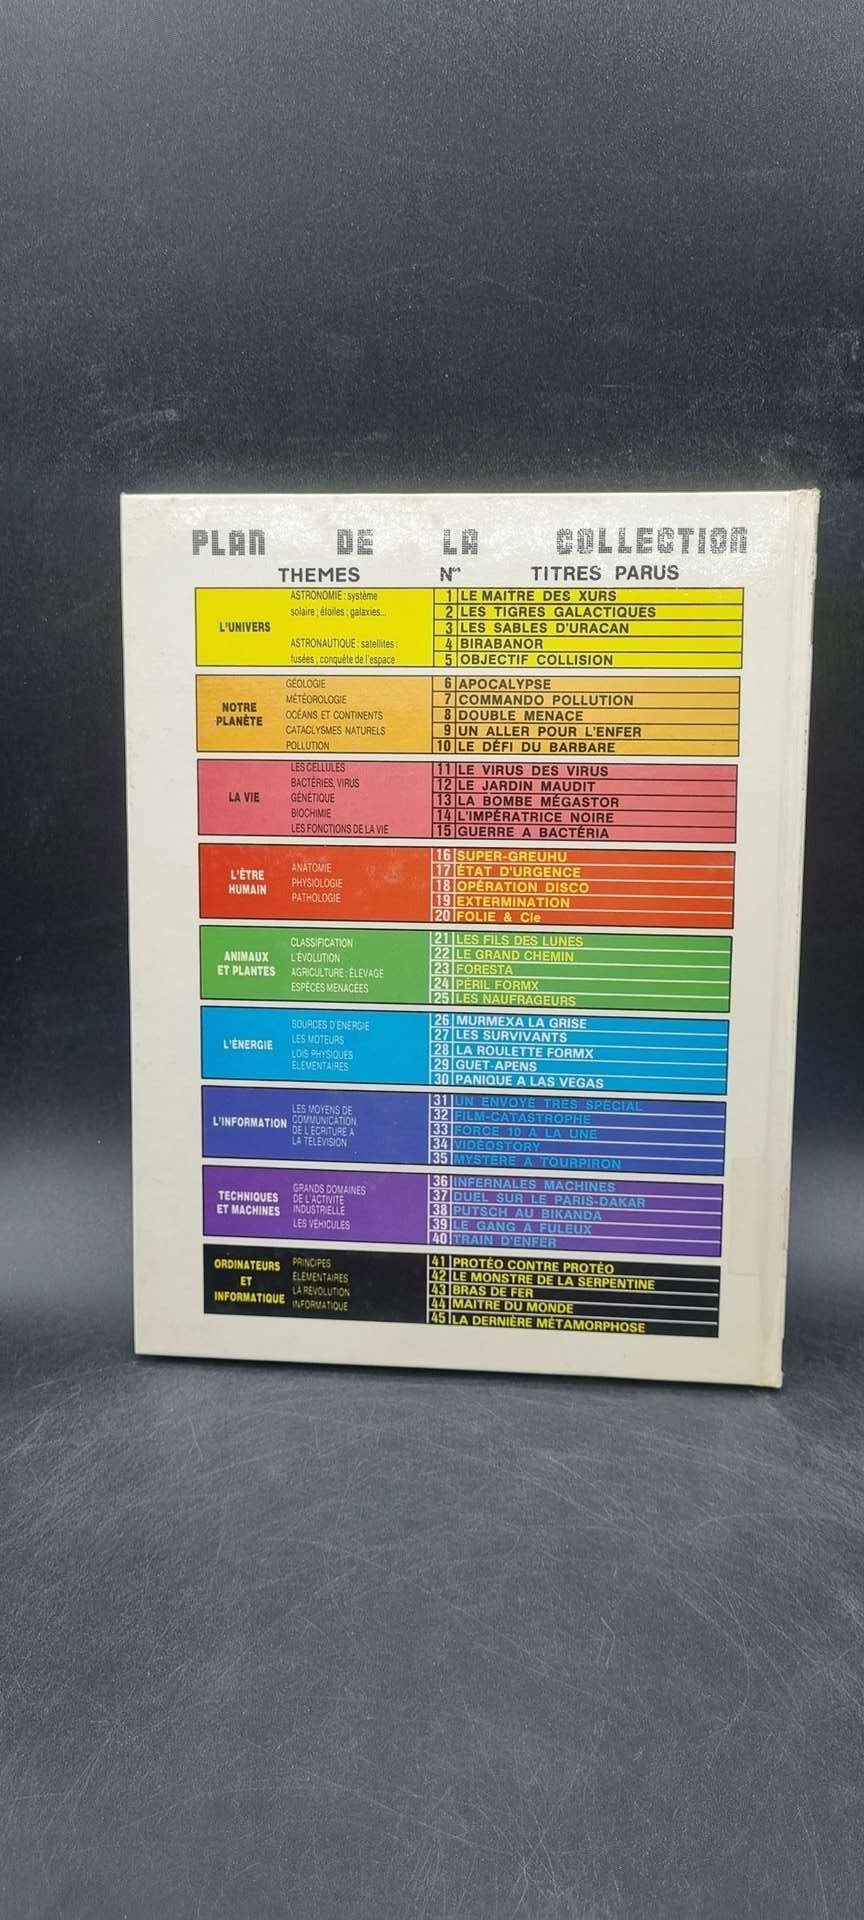 PLAN DE LA COLLECTION
THEMES Nos TITRES PARUS
L'UNIVERS
ASTRONOMIE : système
solaire ; étoiles ; galaxies...
ASTRONAUTIQUE : satellites :
fusées ; conquête de l'espace
1 LE MAITRE DES XURS
2 LES TIGRES GALACTIQUES
3 LES SABLES D'URACAN
4 BIRABANOR
5 OBJECTIF COLLISION
NOTRE
PLANÈTE
GÉOLOGIE
MÉTÉOROLOGIE
OCÉANS ET CONTINENTS
CATACLYSMES NATURELS
POLLUTION
6 APOCALYPSE
7 COMMANDO POLLUTION
8 DOUBLE MENACE
9 UN ALLER POUR L'ENFER
10 LE DÉFI DU BARBARE
LA VIE
LES CELLULES
BACTÉRIES, VIRUS
GÉNÉTIQUE
BIOCHIMIE
LES FONCTIONS DE LA VIE
11 LE VIRUS DES VIRUS
12 LE JARDIN MAUDIT
13 LA BOMBE MÉGASTOR
14 L'IMPÉRATRICE NOIRE
15 GUERRE A BACTÉRIA
L'ÊTRE
HUMAIN
ANATOMIE
PHYSIOLOGIE
PATHOLOGIE
16 SUPER-GREUHU
17 ÉTAT D'URGENCE
18 OPÉRATION DISCO
19 EXTERMINATION
20 FOLIE & Cie
ANIMAUX
ET PLANTES
CLASSIFICATION
L'ÉVOLUTION
AGRICULTURE : ÉLEVAGE
ESPÈCES MENACÉES
21 LES FILS DES LUNES
22 LE GRAND CHEMIN
23 FORESTA
24 PÉRIL FORMX
25 LES NAUFRAGEURS
L'ÉNERGIE
SOURCES D'ÉNERGIE
LES MOTEURS
LOIS PHYSIQUES
ÉLÉMENTAIRES
26 MURMEXA LA GRISE
27 LES SURVIVANTS
28 LA ROULETTE FORMX
29 GUET-APENS
30 PANIQUE A LAS VEGAS
L'INFORMATION
LES MOYENS DE
COMMUNICATION,
DE L'ÉCRITURE A
LA TÉLÉVISION
31 UN ENVOYÉ TRÈS SPÉCIAL
32 FILM-CATASTROPHE
33 FORCE 10 A LA UNE
34 VIDÉOSTORY
35 MYSTÈRE A TOURPIRON
TECHNIQUES
ET MACHINES
GRANDS DOMAINES
DE L'ACTIVITÉ
INDUSTRIELLE
LES VÉHICULES
36 INFERNALES MACHINES
37 DUEL SUR LE PARIS-DAKAR
38 PUTSCH AU BIKANDA
39 LE GANG A FULEUX
40 TRAIN D'ENFER
ORDINATEURS
ET
INFORMATIQUE
PRINCIPES
ÉLÉMENTAIRES
LA RÉVOLUTION
INFORMATIQUE
41 PROTÉO CONTRE PROTÉO
42 LE MONSTRE DE LA SERPENTINE
43 BRAS DE FER
44 MAITRE DU MONDE
45 LA DERNIÈRE MÉTAMORPHOSE